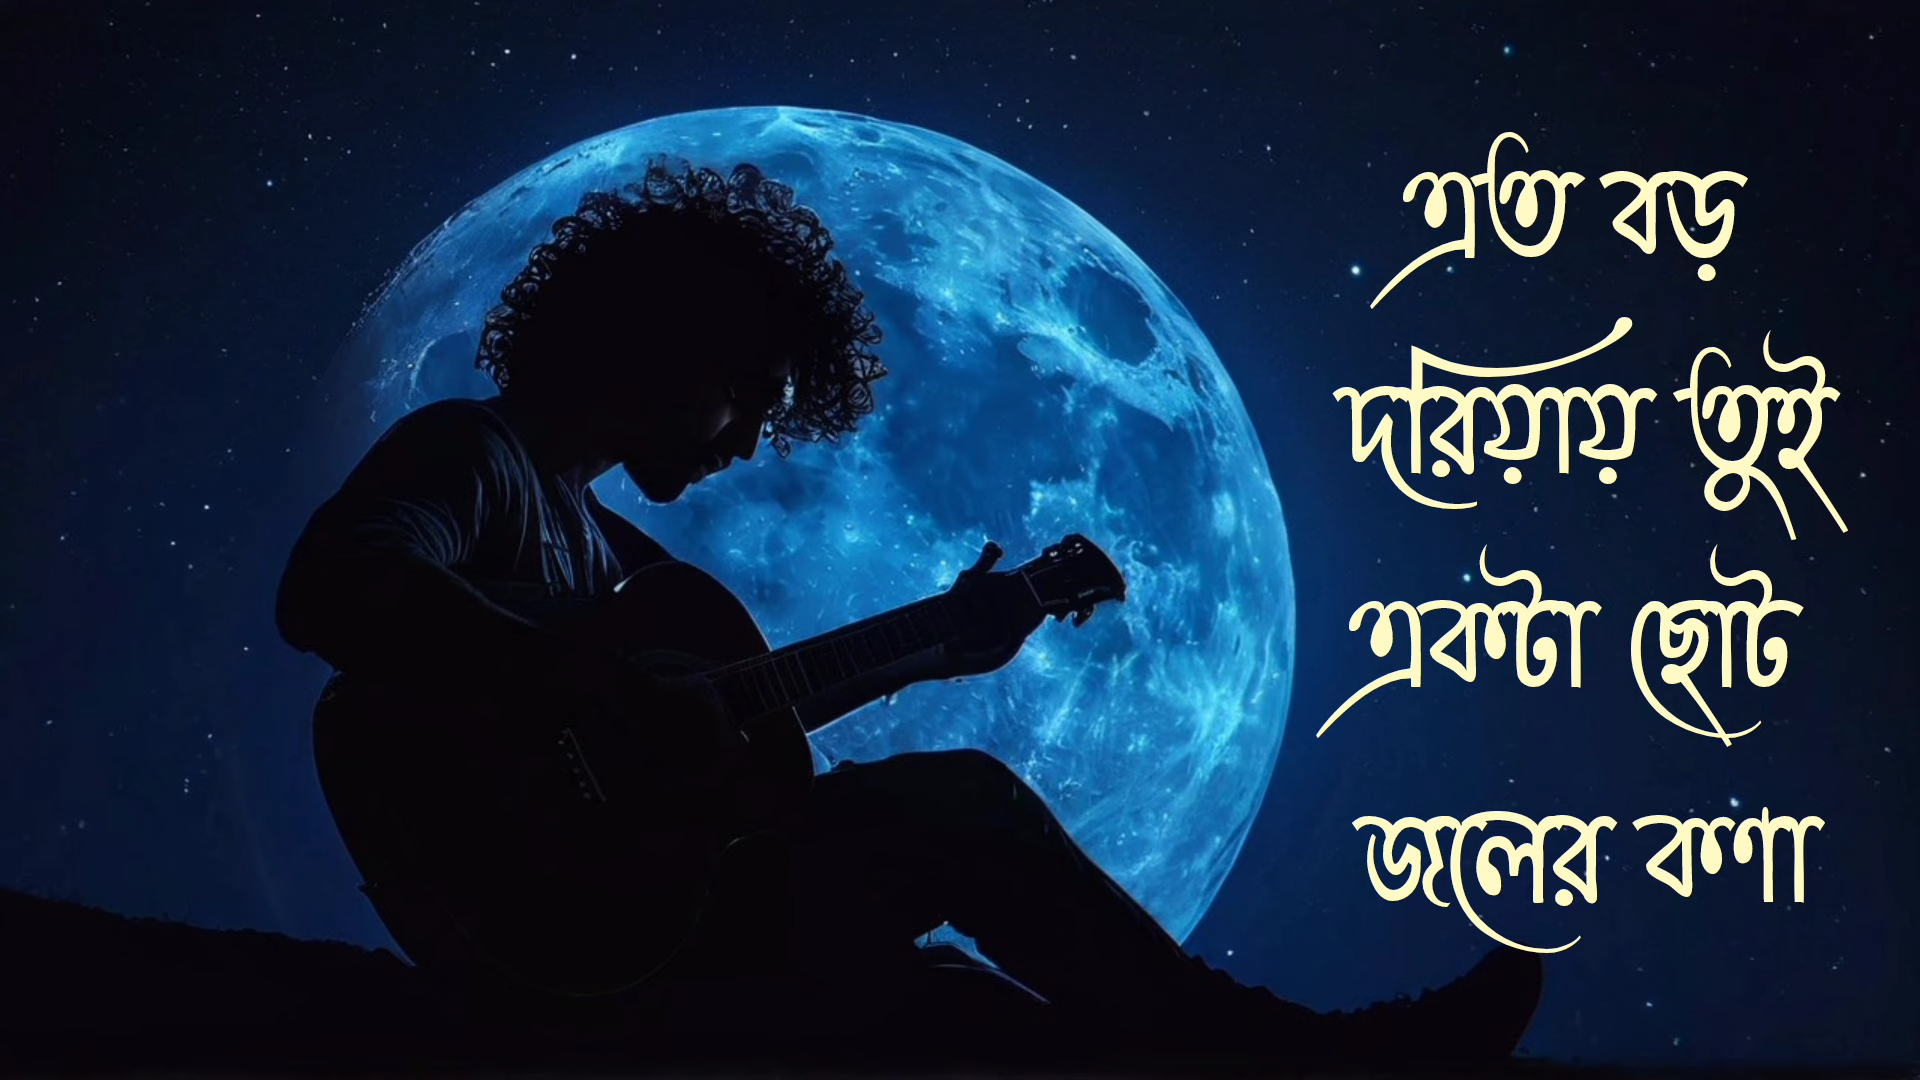 এত বড়
দরিয়ায় তুই
একটা ছোট
জলের কণা